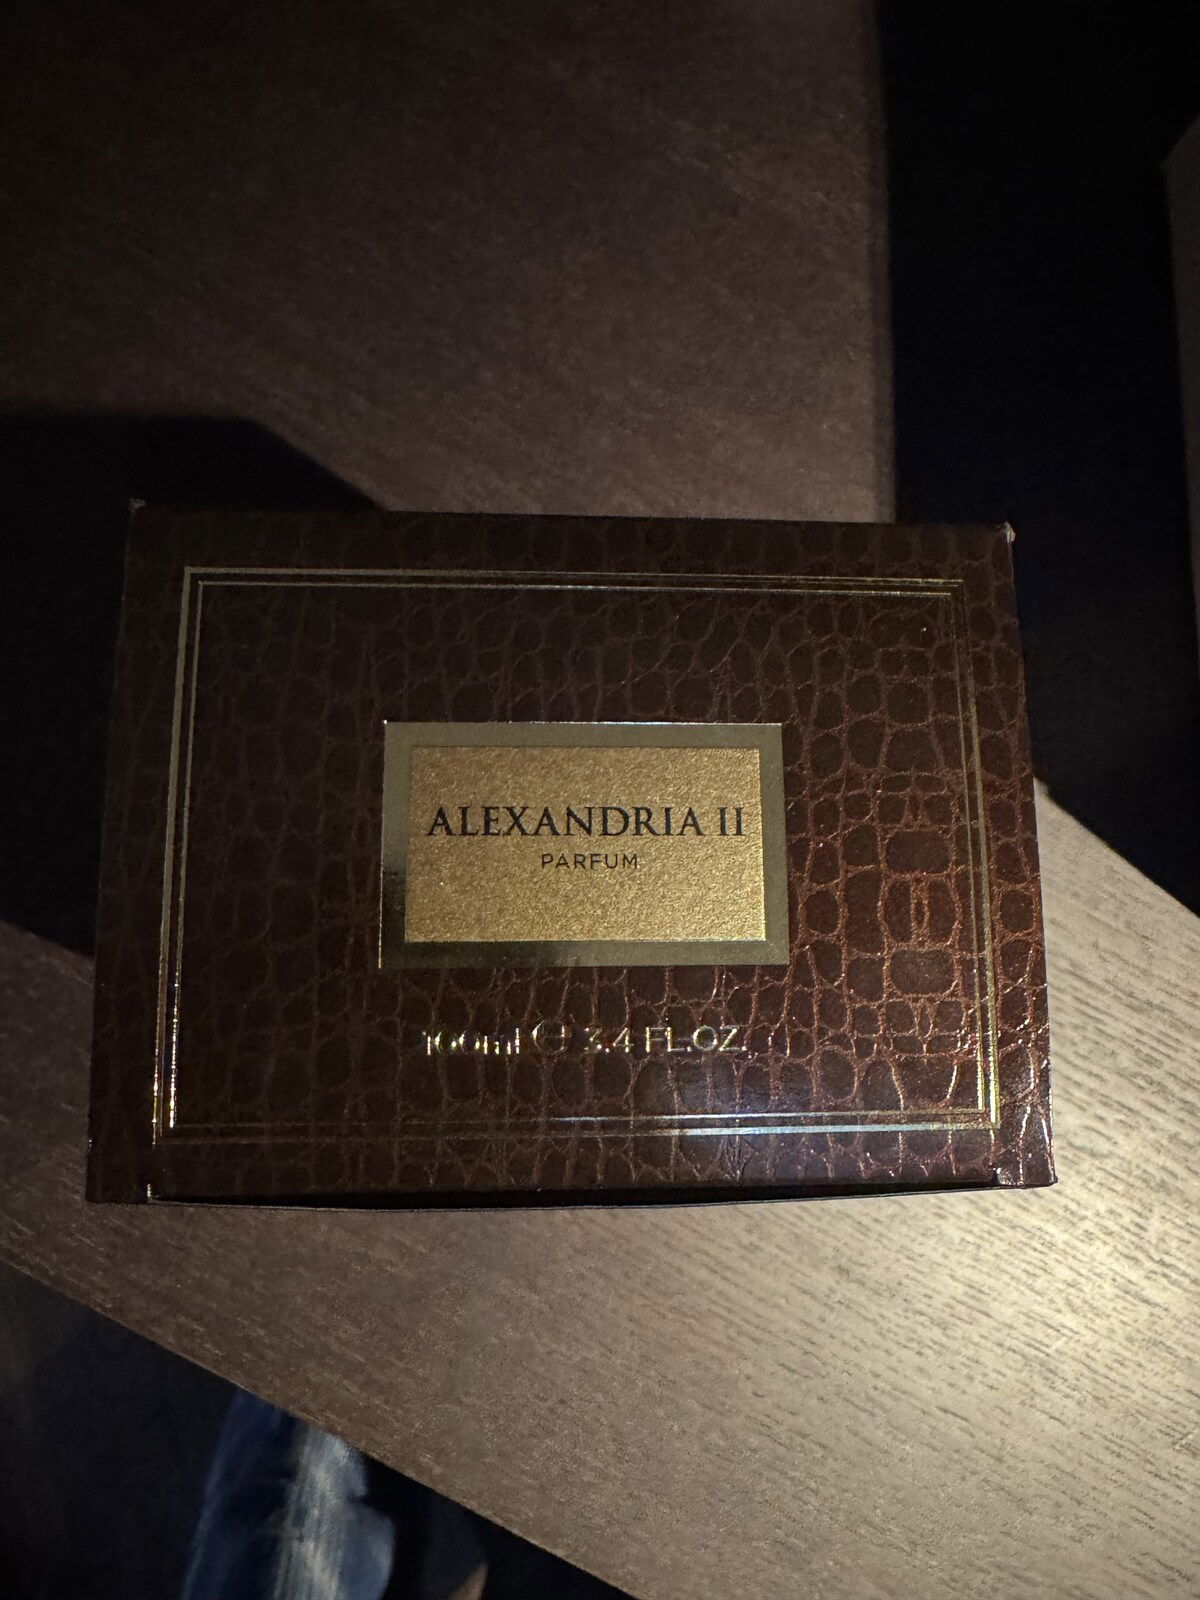 ALEXANDRIA II
PARFUM
100ml ℮ 3.4 FL.OZ.